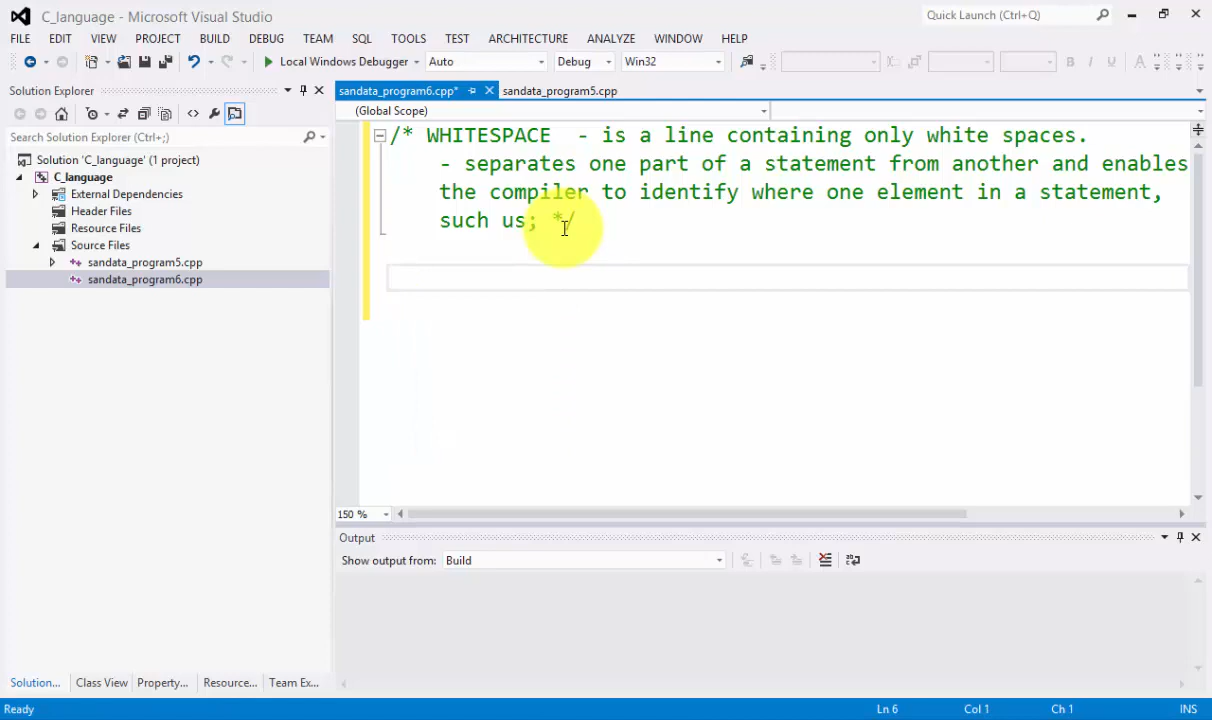 C_language - Microsoft Visual Studio
Quick Launch (Ctrl+Q)
FILE EDIT VIEW PROJECT BUILD DEBUG TEAM SQL TOOLS TEST ARCHITECTURE ANALYZE WINDOW HELP
Local Windows Debugger Auto Debug Win32
Solution Explorer
Search Solution Explorer (Ctrl+;)
Solution 'C_language' (1 project)
C_language
External Dependencies
Header Files
Resource Files
Source Files
sandata_program5.cpp
sandata_program6.cpp
sandata_program6.cpp* sandata_program5.cpp
(Global Scope)
/* WHITESPACE - is a line containing only white spaces.
- separates one part of a statement from another and enables
the compiler to identify where one element in a statement,
such us; */
150 %
Output
Show output from: Build
Solution... Class View Property... Resource... Team Ex...
Ready Ln 6 Col 1 Ch 1 INS